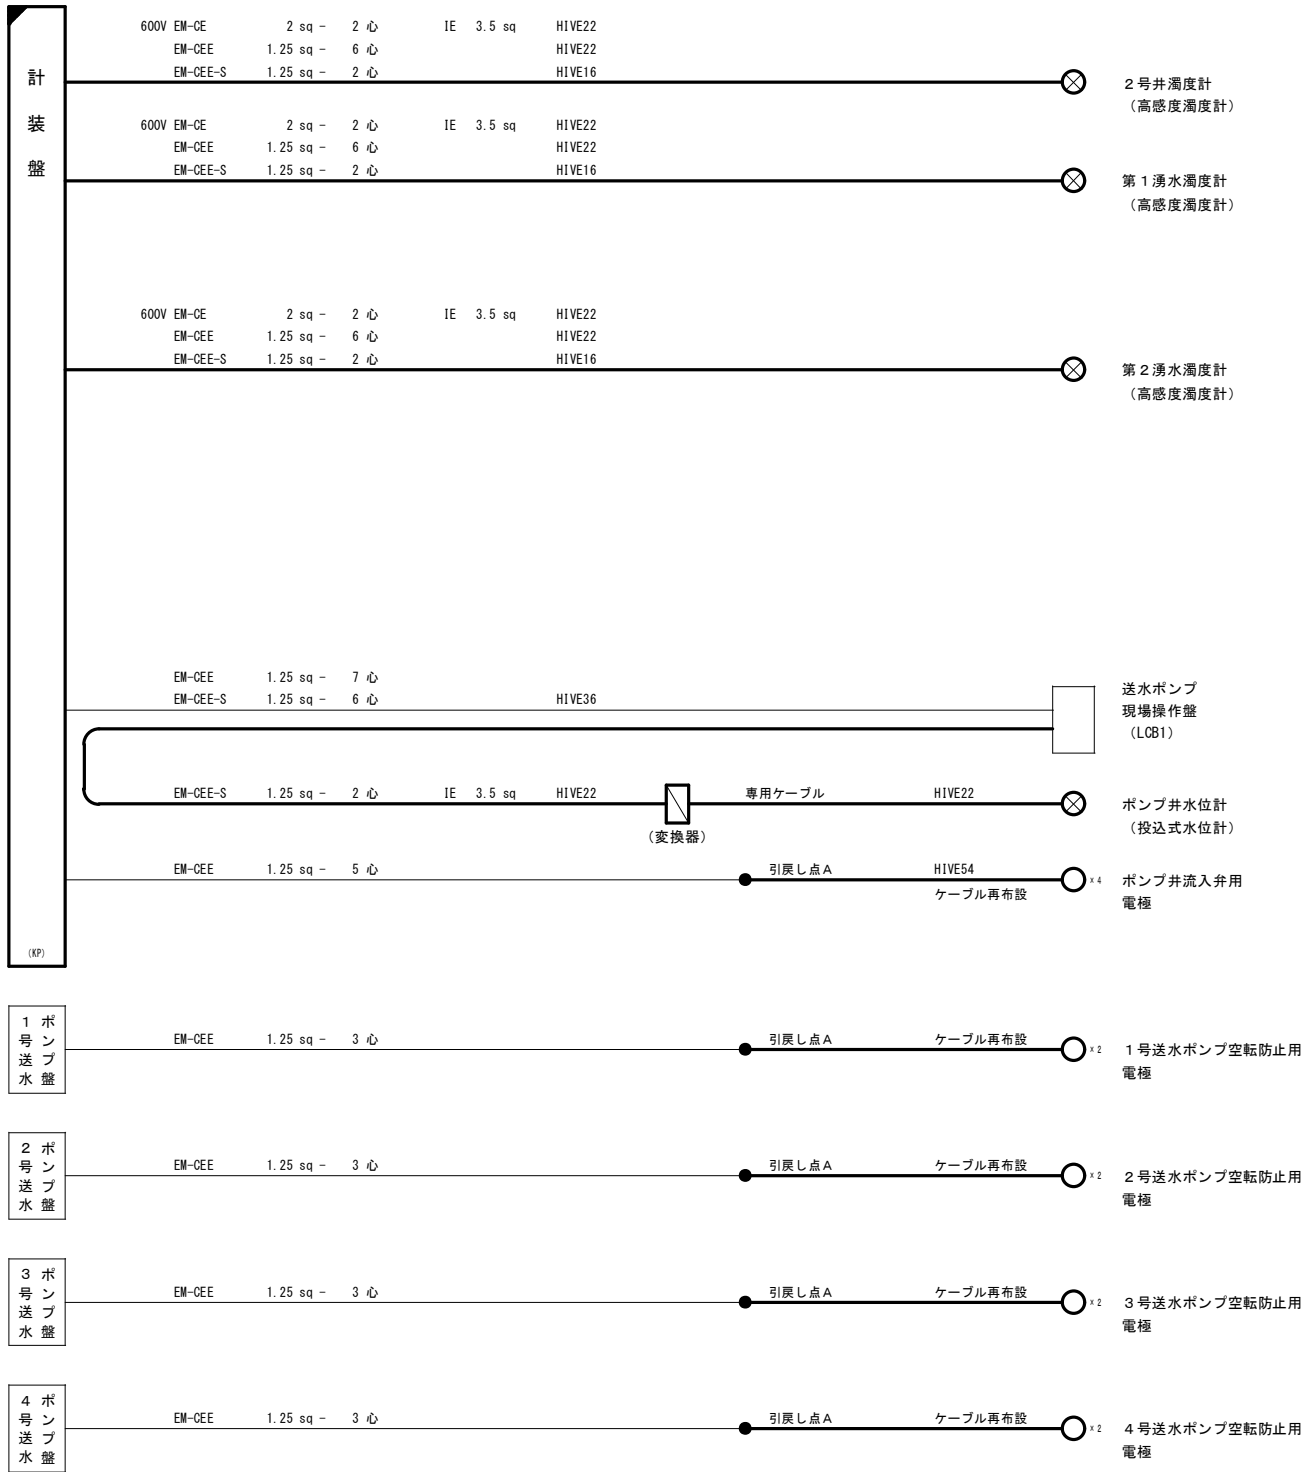 計装盤
600V EM-CE 2 sq - 2 心 IE 3.5 sq HIVE22
EM-CEE 1.25 sq - 6 心 HIVE22
EM-CEE-S 1.25 sq - 2 心 HIVE16
２号井濁度計
（高感度濁度計）
600V EM-CE 2 sq - 2 心 IE 3.5 sq HIVE22
EM-CEE 1.25 sq - 6 心 HIVE22
EM-CEE-S 1.25 sq - 2 心 HIVE16
第１湧水濁度計
（高感度濁度計）
600V EM-CE 2 sq - 2 心 IE 3.5 sq HIVE22
EM-CEE 1.25 sq - 6 心 HIVE22
EM-CEE-S 1.25 sq - 2 心 HIVE16
第２湧水濁度計
（高感度濁度計）
EM-CEE 1.25 sq - 7 心
EM-CEE-S 1.25 sq - 6 心 HIVE36
送水ポンプ
現場操作盤
（LCB1）
EM-CEE-S 1.25 sq - 2 心 IE 3.5 sq HIVE22 専用ケーブル HIVE22
（変換器）
ポンプ井水位計
（投込式水位計）
EM-CEE 1.25 sq - 5 心 引戻し点Ａ HIVE54
ケーブル再布設
x 4
ポンプ井流入弁用
電極
(KP)
１号送水
ポンプ盤
EM-CEE 1.25 sq - 3 心 引戻し点Ａ ケーブル再布設
x 2
１号送水ポンプ空転防止用
電極
２号送水
ポンプ盤
EM-CEE 1.25 sq - 3 心 引戻し点Ａ ケーブル再布設
x 2
２号送水ポンプ空転防止用
電極
３号送水
ポンプ盤
EM-CEE 1.25 sq - 3 心 引戻し点Ａ ケーブル再布設
x 2
３号送水ポンプ空転防止用
電極
４号送水
ポンプ盤
EM-CEE 1.25 sq - 3 心 引戻し点Ａ ケーブル再布設
x 2
４号送水ポンプ空転防止用
電極